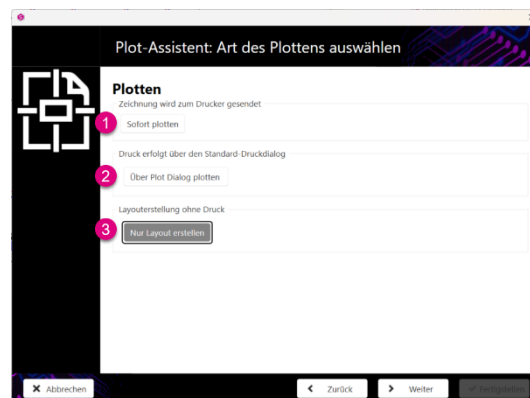 Plot-Assistent: Art des Plottens auswählen
Plotten
Zeichnung wird zum Drucker gesendet
1 Sofort plotten
Druck erfolgt über den Standard-Druckdialog
2 Über Plot Dialog plotten
Layouterstellung ohne Druck
3 Nur Layout erstellen
Abbrechen Zurück Weiter Fertigstellen